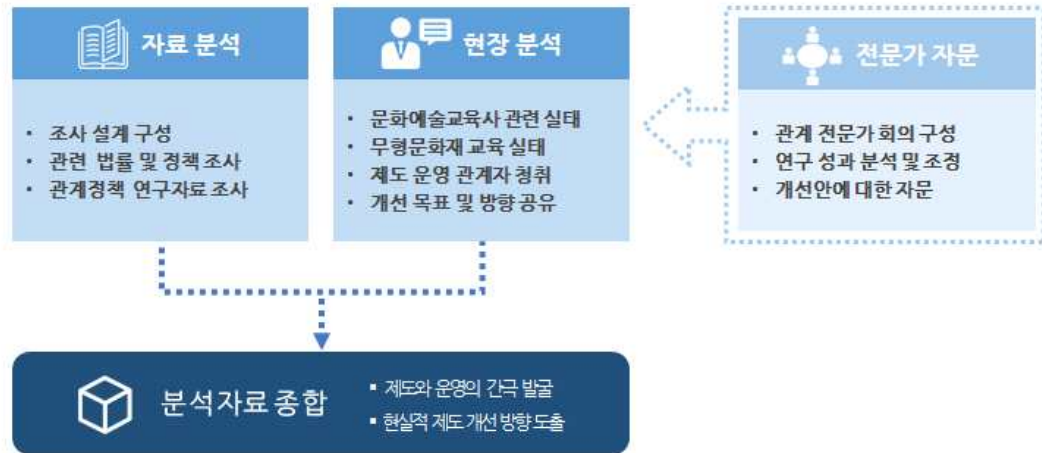 자료 분석
• 조사 설계 구성
• 관련 법률 및 정책 조사
• 관계정책 연구자료 조사
현장 분석
• 문화예술교육사 관련 실태
• 무형문화재 교육 실태
• 제도 운영 관계자 청취
• 개선 목표 및 방향 공유
전문가 자문
• 관계 전문가 회의 구성
• 연구 성과 분석 및 조정
• 개선안에 대한 자문
분석자료 종합
▪ 제도와 운영의 간극 발굴
▪ 현실적 제도 개선 방향 도출